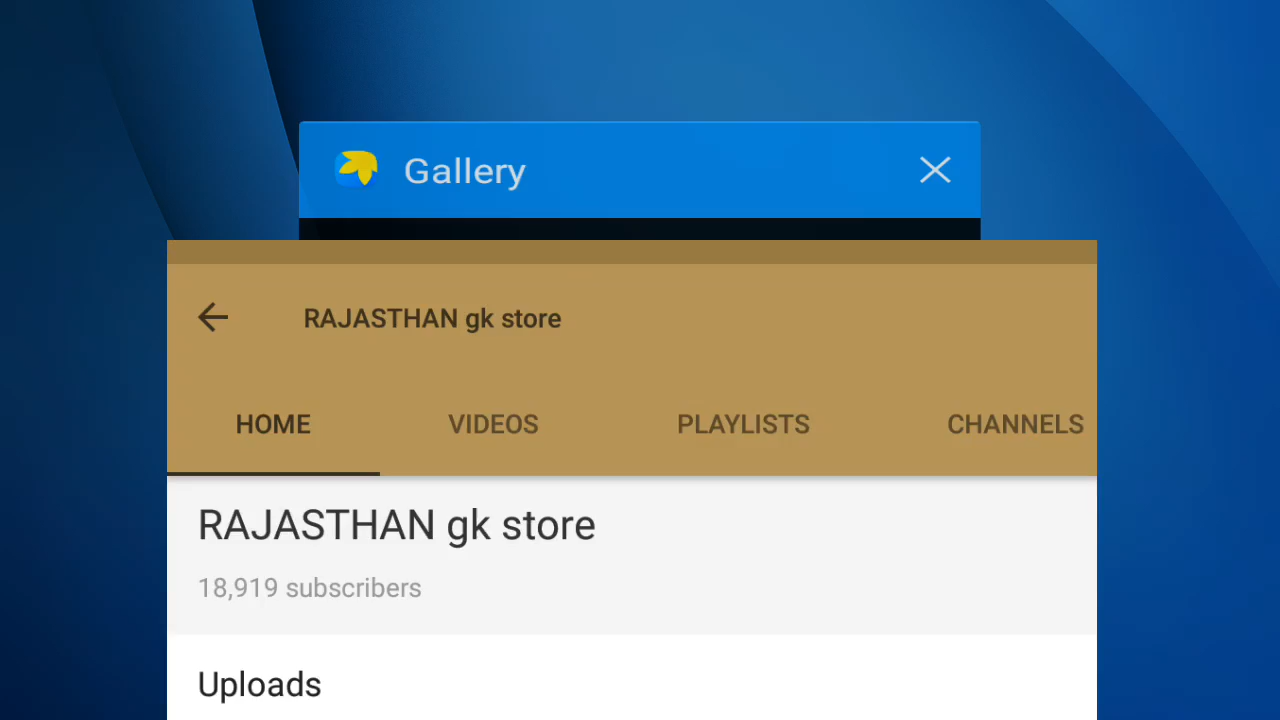 Gallery
RAJASTHAN gk store
HOME VIDEOS PLAYLISTS CHANNELS
RAJASTHAN gk store
18,919 subscribers
Uploads